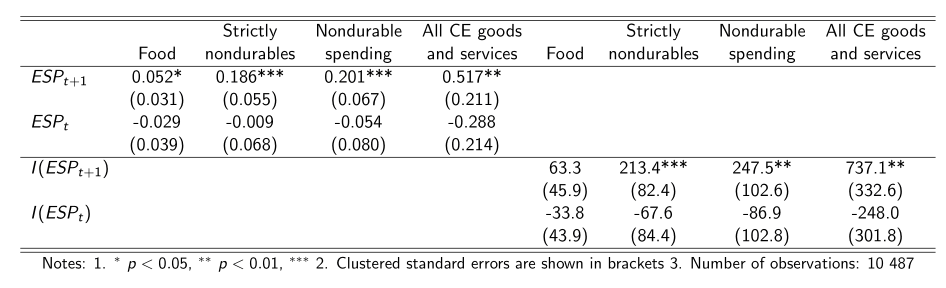 Strictly Nondurable All CE goods Strictly Nondurable All CE goods
Food nondurables spending and services Food nondurables spending and services
ESP_{t+1} 0.052* 0.186*** 0.201*** 0.517**
(0.031) (0.055) (0.067) (0.211)
ESP_t -0.029 -0.009 -0.054 -0.288
(0.039) (0.068) (0.080) (0.214)
I(ESP_{t+1}) 63.3 213.4*** 247.5** 737.1**
(45.9) (82.4) (102.6) (332.6)
I(ESP_t) -33.8 -67.6 -86.9 -248.0
(43.9) (84.4) (102.8) (301.8)
Notes: 1. * p < 0.05, ** p < 0.01, *** 2. Clustered standard errors are shown in brackets 3. Number of observations: 10 487